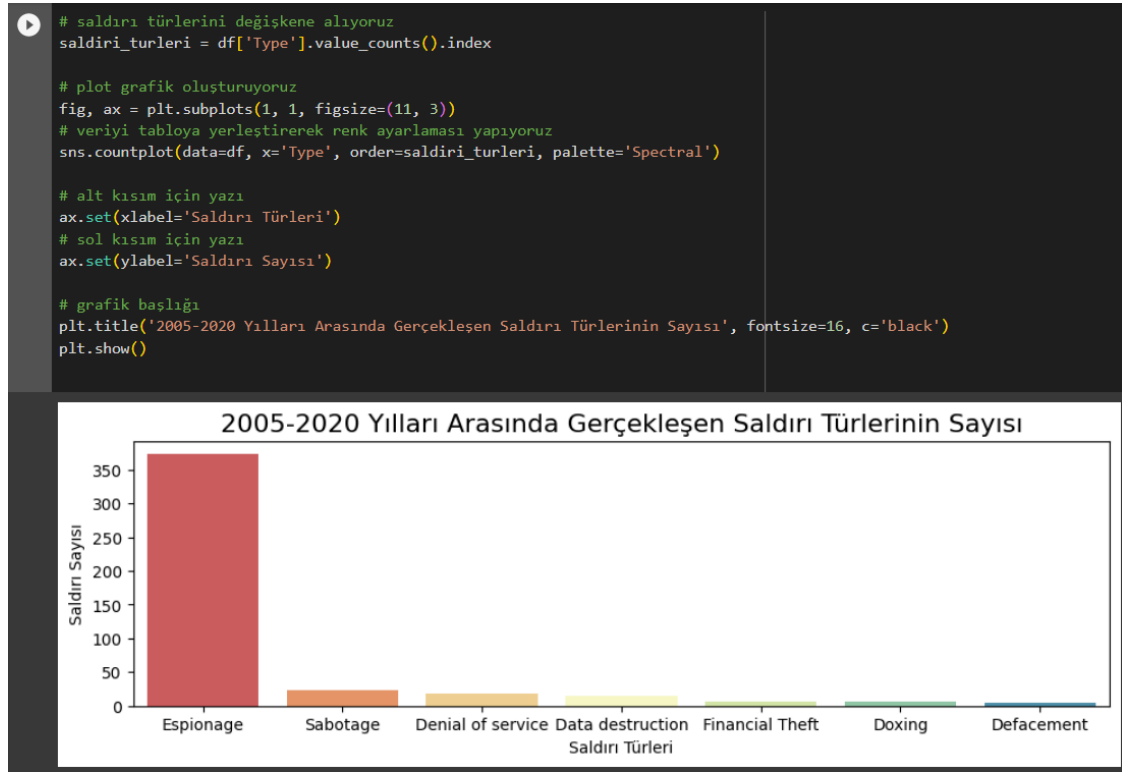 # saldırı türlerini değişkene alıyoruz
saldiri_turleri = df['Type'].value_counts().index
# plot grafik oluşturuyoruz
fig, ax = plt.subplots(1, 1, figsize=(11, 3))
# veriyi tabloya yerleştirerek renk ayarlaması yapıyoruz
sns.countplot(data=df, x='Type', order=saldiri_turleri, palette='Spectral')
# alt kısım için yazı
ax.set(xlabel='Saldırı Türleri')
# sol kısım için yazı
ax.set(ylabel='Saldırı Sayısı')
# grafik başlığı
plt.title('2005-2020 Yılları Arasında Gerçekleşen Saldırı Türlerinin Sayısı', fontsize=16, c='black')
plt.show()
2005-2020 Yılları Arasında Gerçekleşen Saldırı Türlerinin Sayısı
Saldırı Sayısı
350
300
250
200
150
100
50
0
Espionage Sabotage Denial of service Data destruction Financial Theft Doxing Defacement
Saldırı Türleri